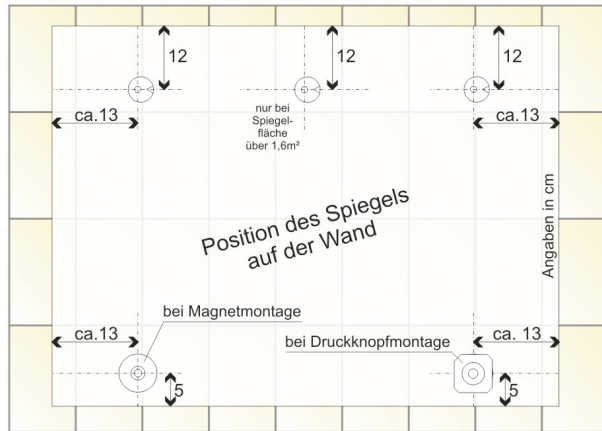 12
12
12
ca.13
nur bei
Spiegel-
fläche
über 1,6m²
ca.13
Position des Spiegels
auf der Wand
Angaben in cm
bei Magnetmontage
ca.13
bei Druckknopfmontage
ca. 13
5
5